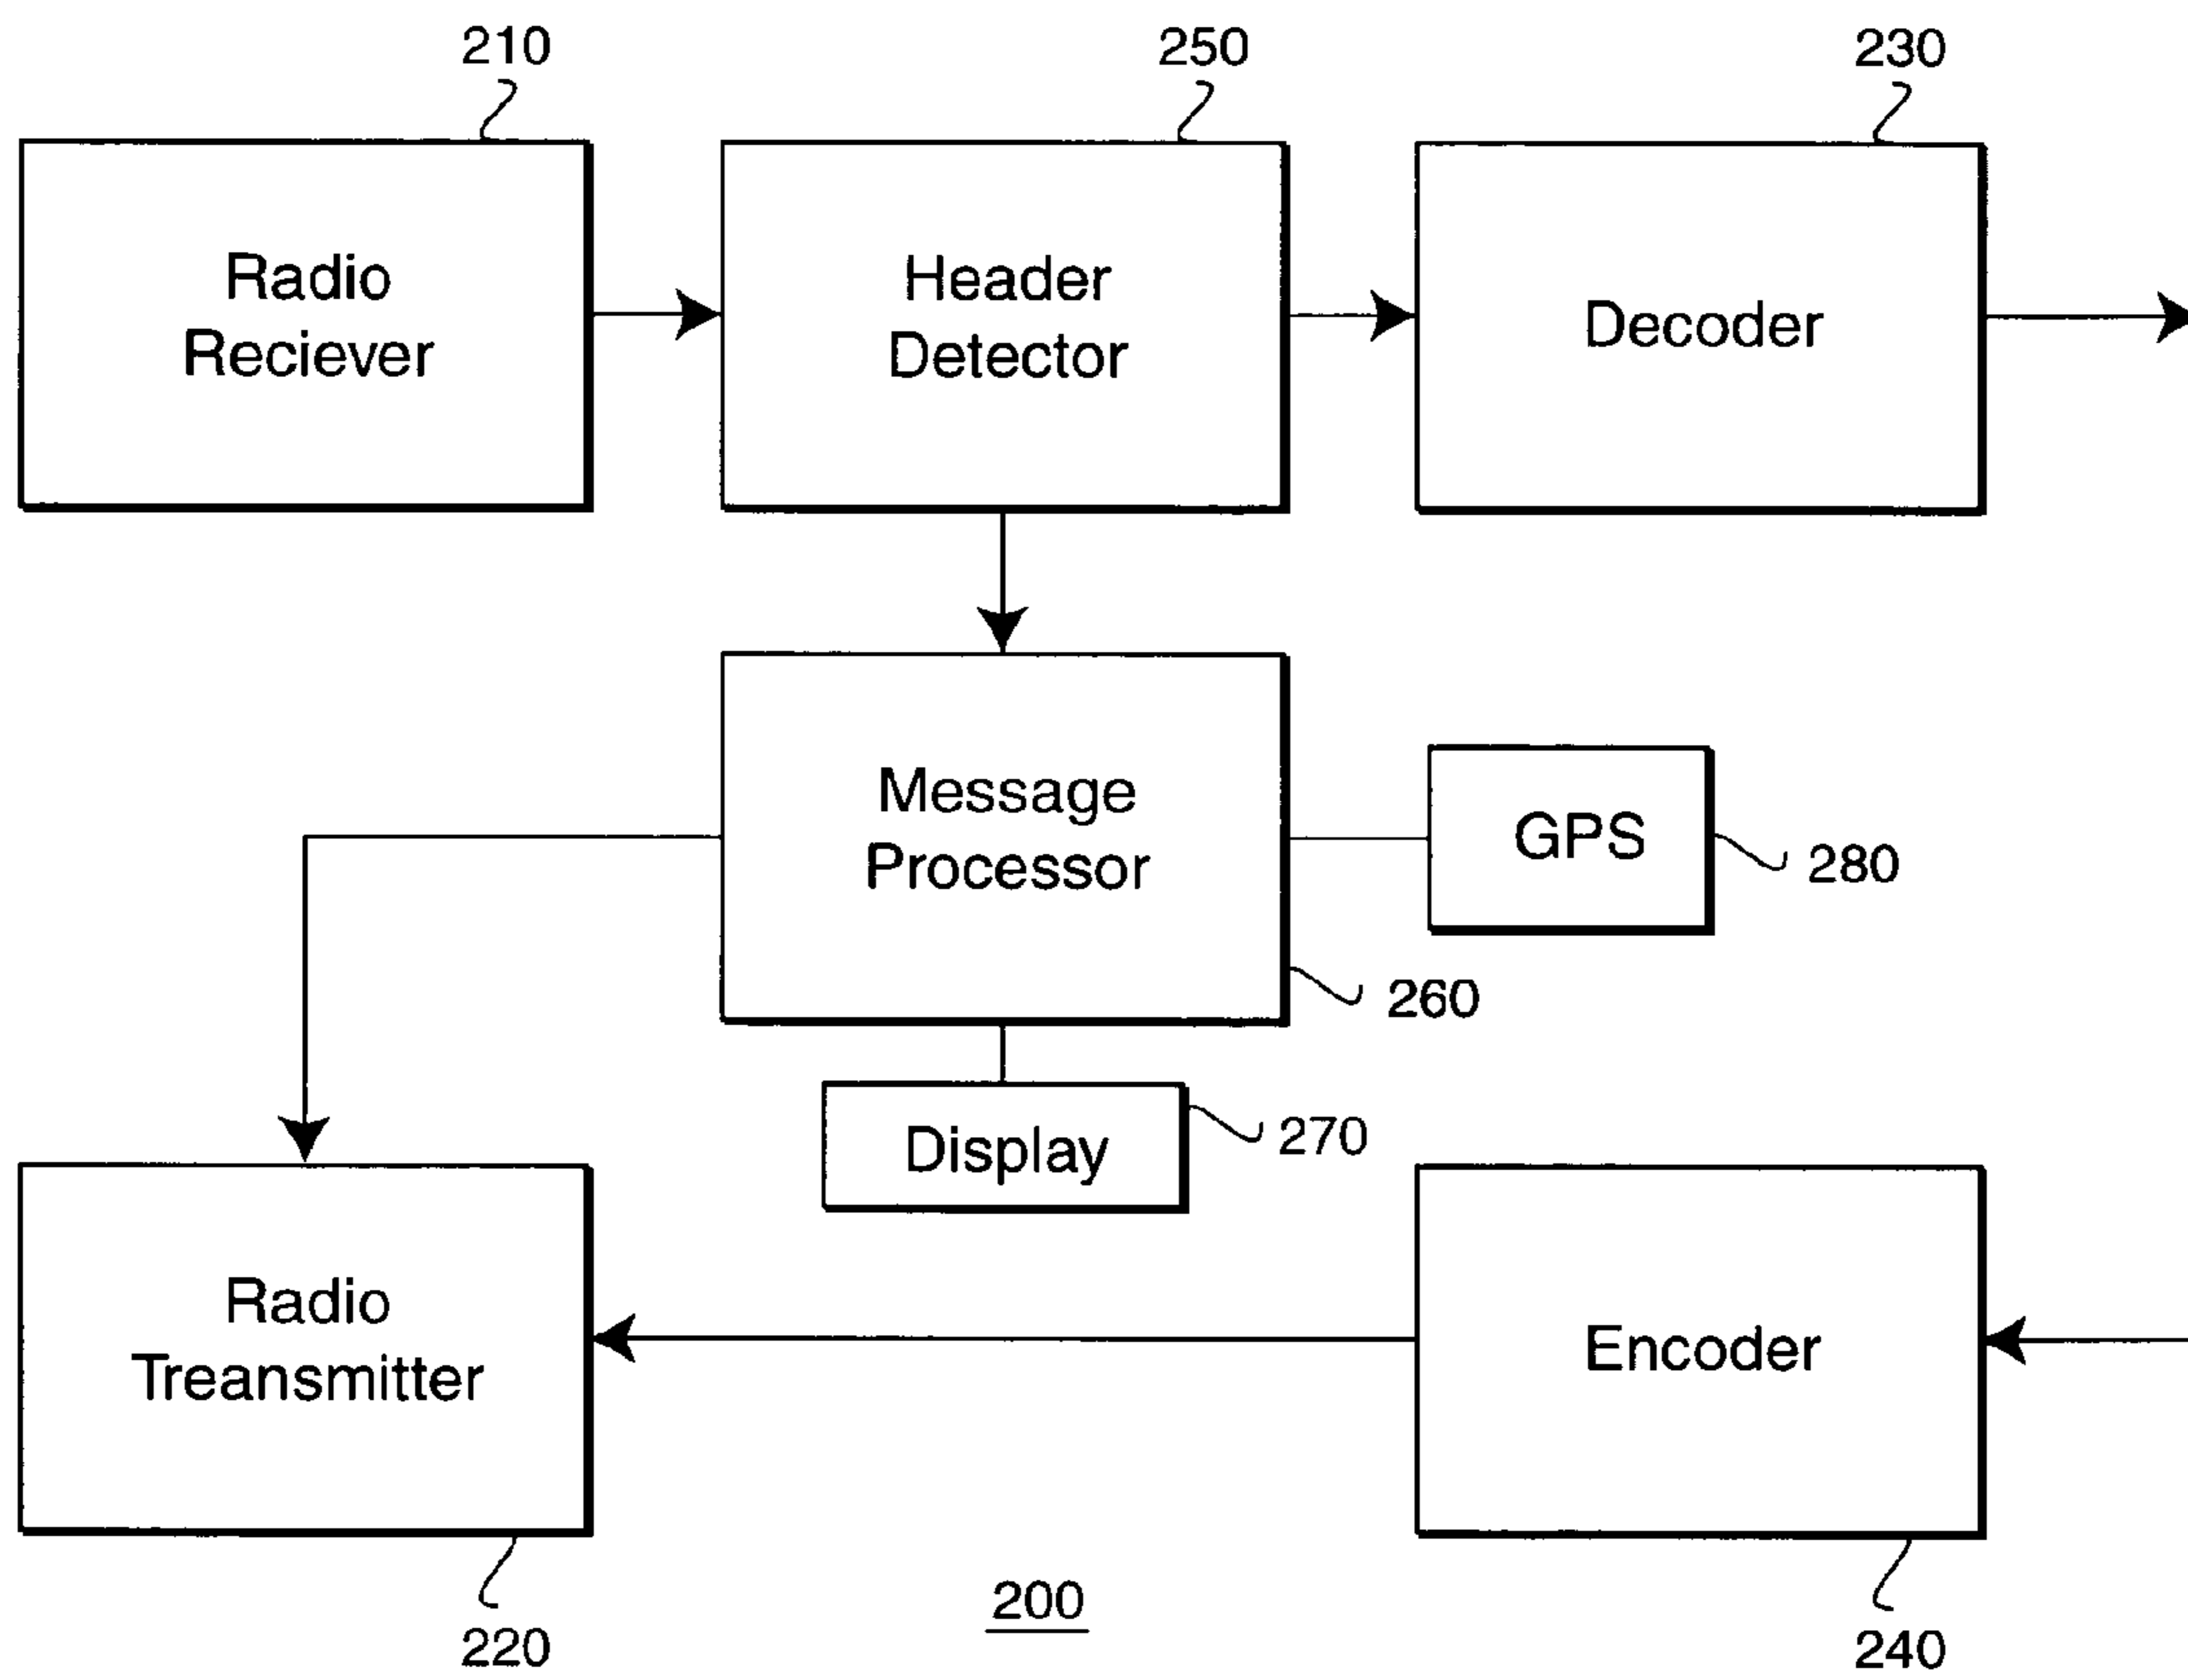 210
250
230
Radio
Reciever
Header
Detector
Decoder
Message
Processor
GPS
280
260
Display
270
Radio
Treansmitter
Encoder
200
220
240